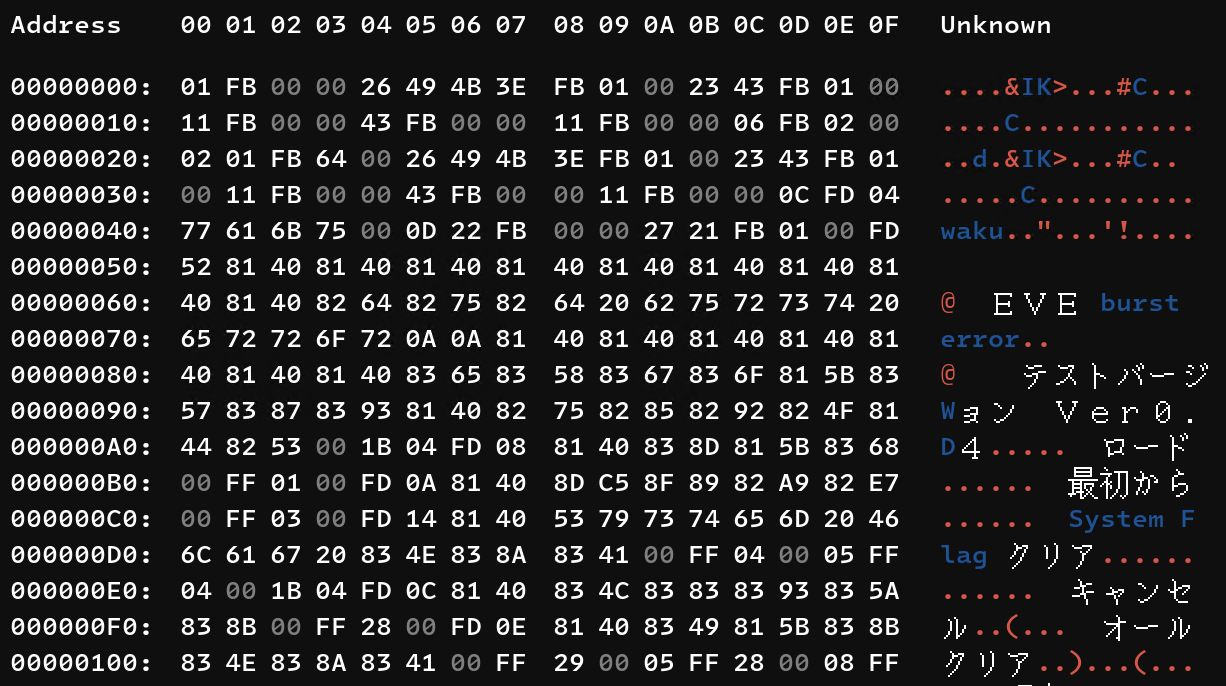 Address 00 01 02 03 04 05 06 07 08 09 0A 0B 0C 0D 0E 0F Unknown
00000000: 01 FB 00 00 26 49 4B 3E FB 01 00 23 43 FB 01 00 ....&IK>...#C...
00000010: 11 FB 00 00 43 FB 00 00 11 FB 00 00 06 FB 02 00 ....C...........
00000020: 02 01 FB 64 00 26 49 4B 3E FB 01 00 23 43 FB 01 ..d.&IK>...#C..
00000030: 00 11 FB 00 00 43 FB 00 00 11 FB 00 00 0C FD 04 .....C..........
00000040: 77 61 6B 75 00 0D 22 FB 00 00 27 21 FB 01 00 FD waku.."...'!....
00000050: 52 81 40 81 40 81 40 81 40 81 40 81 40 81 40 81
00000060: 40 81 40 82 64 82 75 82 64 20 62 75 72 73 74 20 @ ＥＶＥ burst
00000070: 65 72 72 6F 72 0A 0A 81 40 81 40 81 40 81 40 81 error..
00000080: 40 81 40 81 40 83 65 83 58 83 67 83 6F 81 5B 83 @ テストバージ
00000090: 57 83 87 83 93 81 40 82 75 82 85 82 92 82 4F 81 Wョン Ｖｅｒ０．
000000A0: 44 82 53 00 1B 04 FD 08 81 40 83 8D 81 5B 83 68 D４..... ロード
000000B0: 00 FF 01 00 FD 0A 81 40 8D C5 8F 89 82 A9 82 E7 ...... 最初から
000000C0: 00 FF 03 00 FD 14 81 40 53 79 73 74 65 6D 20 46 ...... System F
000000D0: 6C 61 67 20 83 4E 83 8A 83 41 00 FF 04 00 05 FF lag クリア......
000000E0: 04 00 1B 04 FD 0C 81 40 83 4C 83 83 83 93 83 5A ...... キャンセ
000000F0: 83 8B 00 FF 28 00 FD 0E 81 40 83 49 81 5B 83 8B ル..(... オール
00000100: 83 4E 83 8A 83 41 00 FF 29 00 05 FF 28 00 08 FF クリア..)...(...